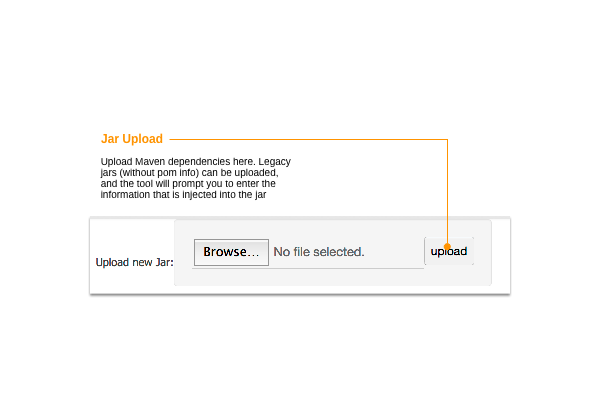 Jar Upload
Upload Maven dependencies here. Legacy
jars (without pom info) can be uploaded,
and the tool will prompt you to enter the
information that is injected into the jar
Browse... No file selected. upload
Upload new Jar: